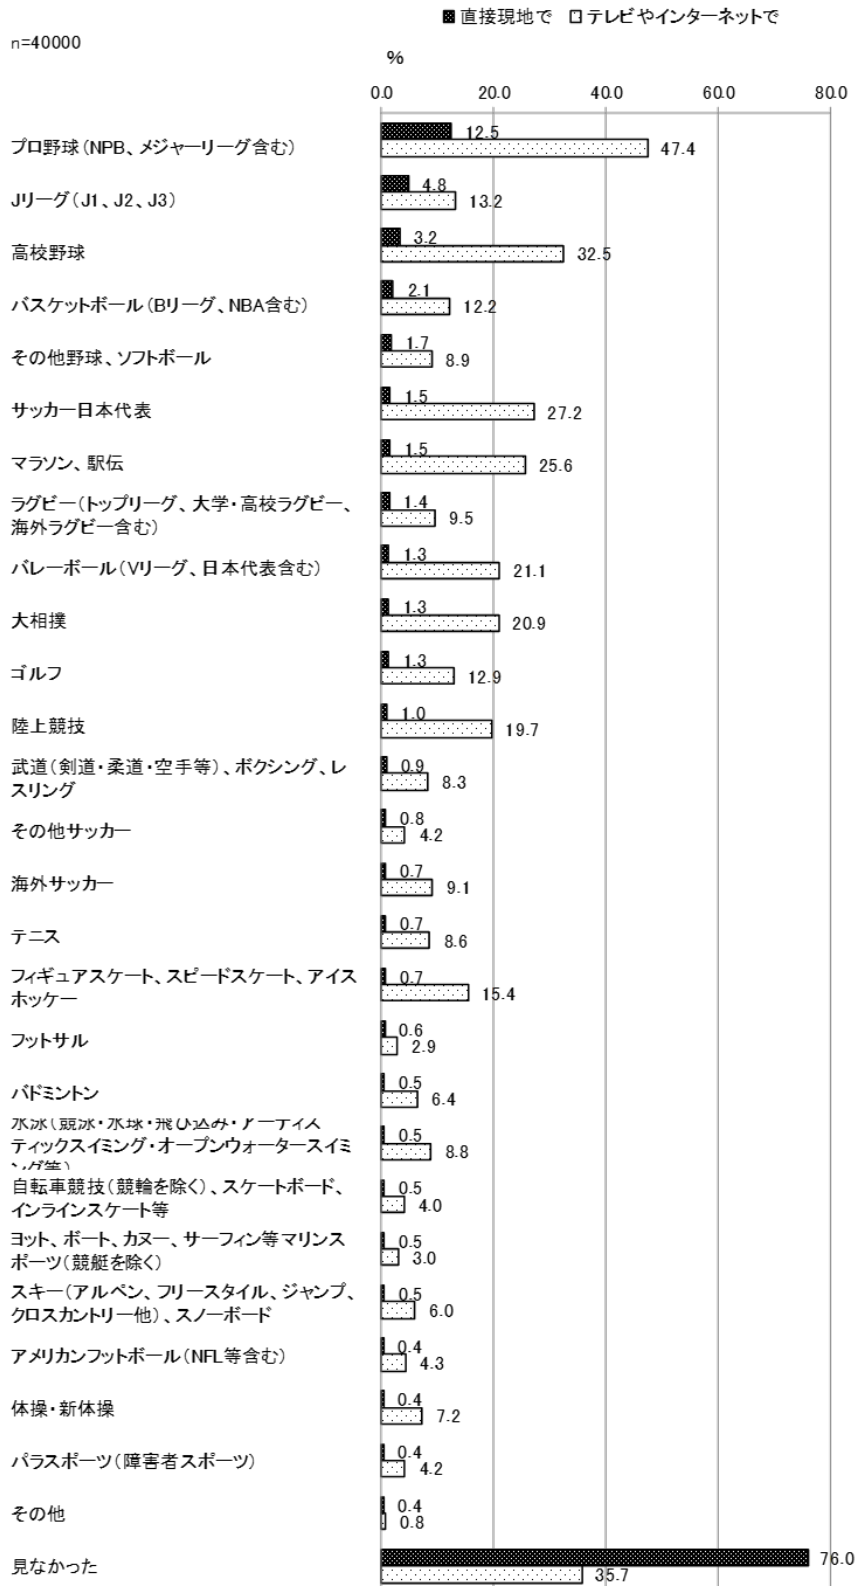 ■直接現地で □テレビやインターネットで
n=40000
%
0.0 20.0 40.0 60.0 80.0
プロ野球(NPB、メジャーリーグ含む)
12.5
47.4
Jリーグ(J1、J2、J3)
4.8
13.2
高校野球
3.2
32.5
バスケットボール(Bリーグ、NBA含む)
2.1
12.2
その他野球、ソフトボール
1.7
8.9
サッカー日本代表
1.5
27.2
マラソン、駅伝
1.5
25.6
ラグビー(トップリーグ、大学・高校ラグビー、
海外ラグビー含む)
1.4
9.5
バレーボール(Vリーグ、日本代表含む)
1.3
21.1
大相撲
1.3
20.9
ゴルフ
1.3
12.9
陸上競技
1.0
19.7
武道(剣道・柔道・空手等)、ボクシング、レ
スリング
0.9
8.3
その他サッカー
0.8
4.2
海外サッカー
0.7
9.1
テニス
0.7
8.6
フィギュアスケート、スピードスケート、アイス
ホッケー
0.7
15.4
フットサル
0.6
2.9
バドミントン
0.5
6.4
水泳(競泳・水球・飛び込み・アーティス
ティックスイミング・オープンウォータースイミ
ング等)
0.5
8.8
自転車競技(競輪を除く)、スケートボード、
インラインスケート等
0.5
4.0
ヨット、ボート、カヌー、サーフィン等マリンス
ポーツ(競艇を除く)
0.5
3.0
スキー(アルペン、フリースタイル、ジャンプ、
クロスカントリー他)、スノーボード
0.5
6.0
アメリカンフットボール(NFL等含む)
0.4
4.3
体操・新体操
0.4
7.2
パラスポーツ(障害者スポーツ)
0.4
4.2
その他
0.4
0.8
見なかった
76.0
35.7